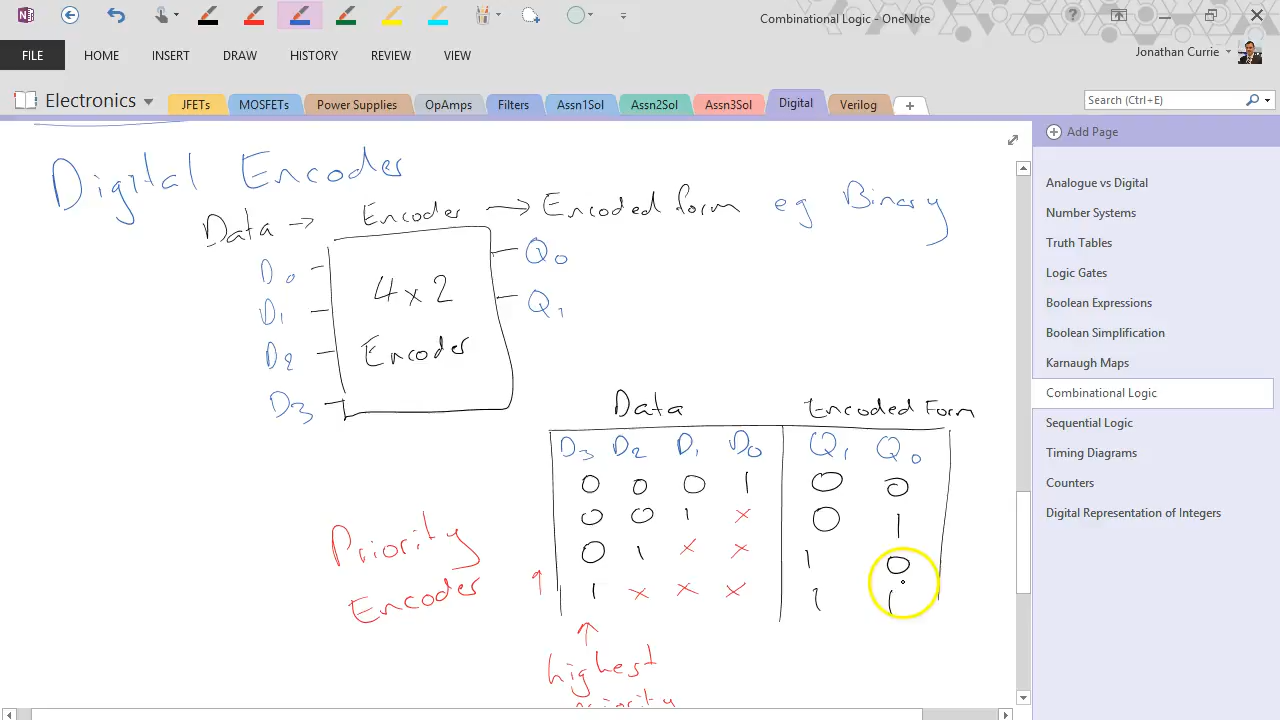 Combinational Logic - OneNote
?
FILE HOME INSERT DRAW HISTORY REVIEW VIEW
Jonathan Currie
Electronics JFETs MOSFETs Power Supplies OpAmps Filters Assn1Sol Assn2Sol Assn3Sol Digital Verilog +
Search (Ctrl+E)
Add Page
Analogue vs Digital
Number Systems
Truth Tables
Logic Gates
Boolean Expressions
Boolean Simplification
Karnaugh Maps
Combinational Logic
Sequential Logic
Timing Diagrams
Counters
Digital Representation of Integers
Digital Encoder
Data → Encoder → Encoded form eg Binary
D0 Q0
D1 4x2 Q1
D2 Encoder
D3
Data Encoded Form
D3 D2 D1 D0 Q1 Q0
0 0 0 1 0 0
0 0 1 x 0 1
0 1 x x 1 0
1 x x x 1 1
Priority
Encoder ↑
↑
highest
priority